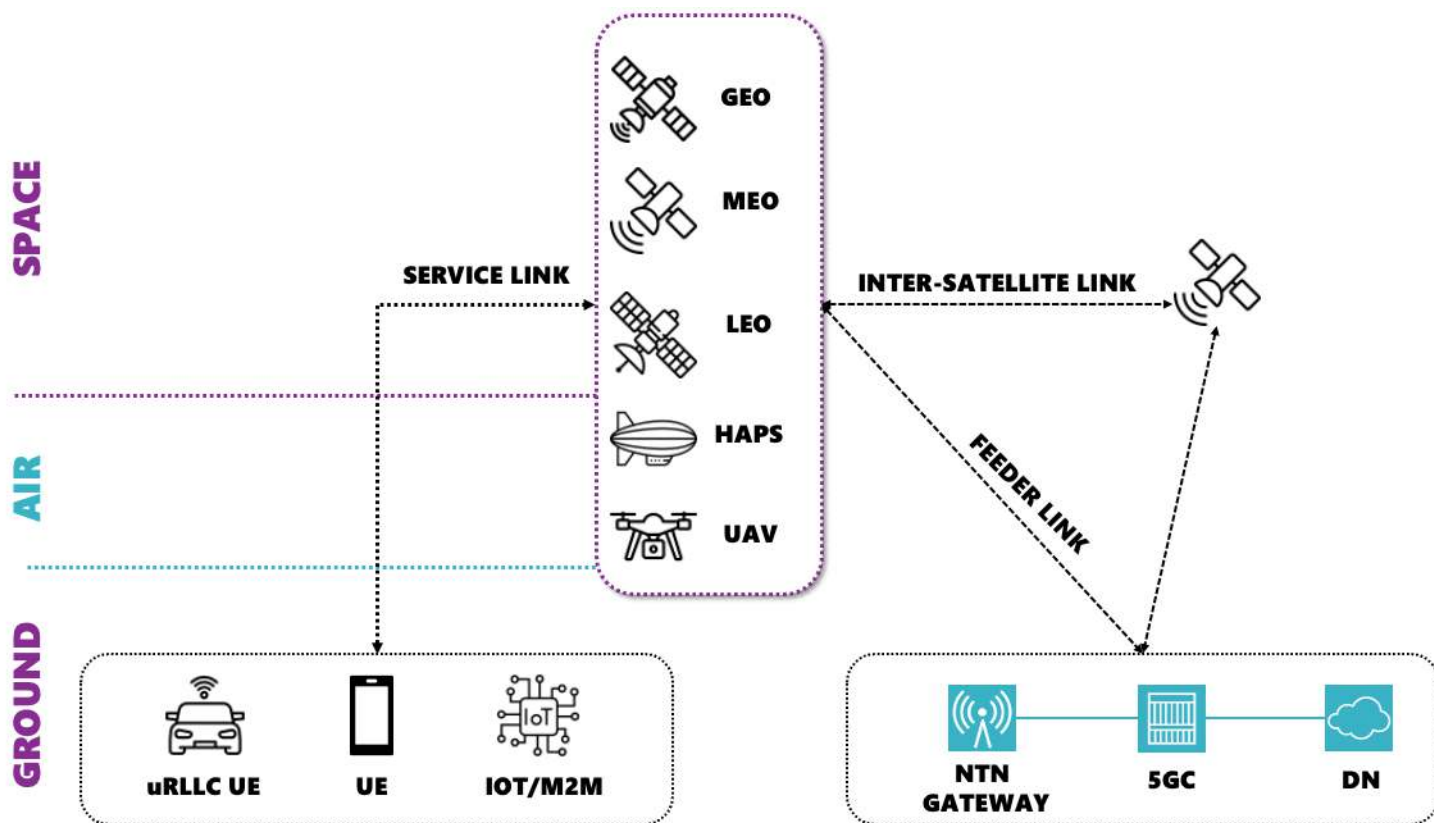 SPACE
GEO
MEO
SERVICE LINK
INTER-SATELLITE LINK
LEO
AIR
HAPS
FEEDER LINK
UAV
GROUND
IoT
uRLLC UE
UE
IOT/M2M
NTN
GATEWAY
5GC
DN